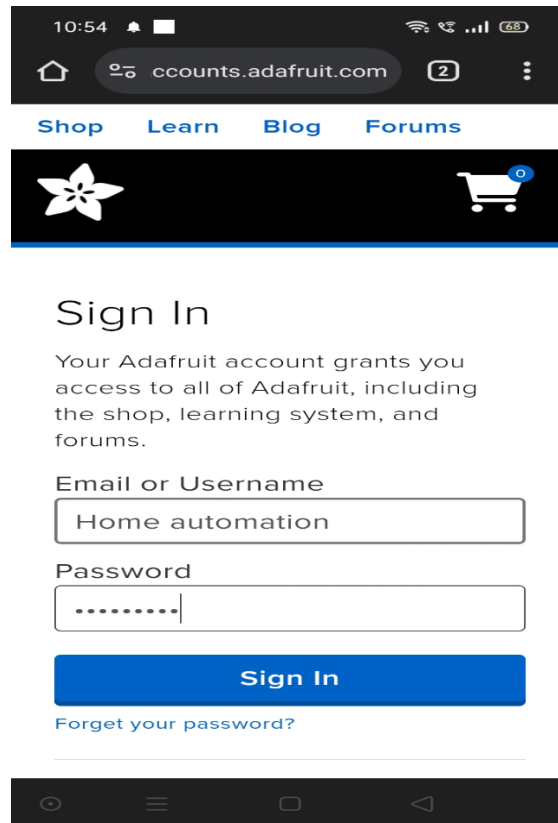 10:54 68
ccounts.adafruit.com 2
Shop Learn Blog Forums
0
Sign In
Your Adafruit account grants you
access to all of Adafruit, including
the shop, learning system, and
forums.
Email or Username
Home automation
Password
•••••••••
Sign In
Forget your password?